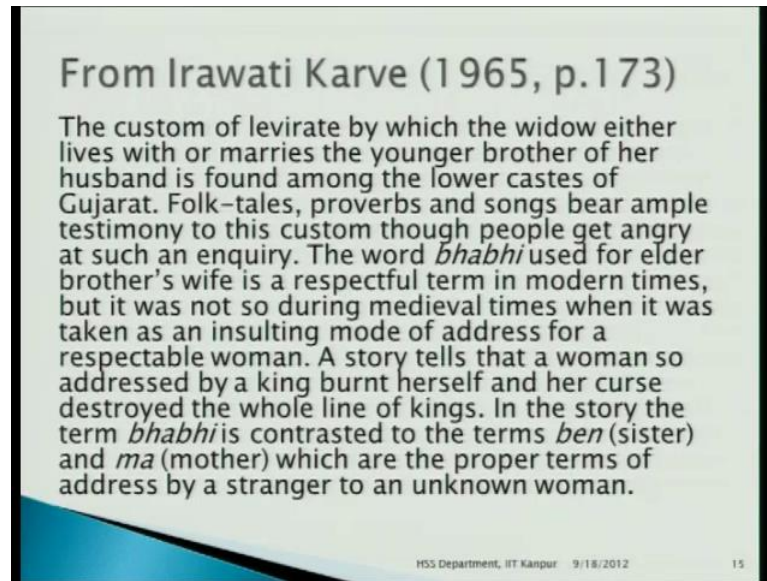 From Irawati Karve (1965, p.173)
The custom of levirate by which the widow either
lives with or marries the younger brother of her
husband is found among the lower castes of
Gujarat. Folk-tales, proverbs and songs bear ample
testimony to this custom though people get angry
at such an enquiry. The word bhabhi used for elder
brother's wife is a respectful term in modern times,
but it was not so during medieval times when it was
taken as an insulting mode of address for a
respectable woman. A story tells that a woman so
addressed by a king burnt herself and her curse
destroyed the whole line of kings. In the story the
term bhabhi is contrasted to the terms ben (sister)
and ma (mother) which are the proper terms of
address by a stranger to an unknown woman.
HSS Department, IIT Kanpur 9/18/2012 15